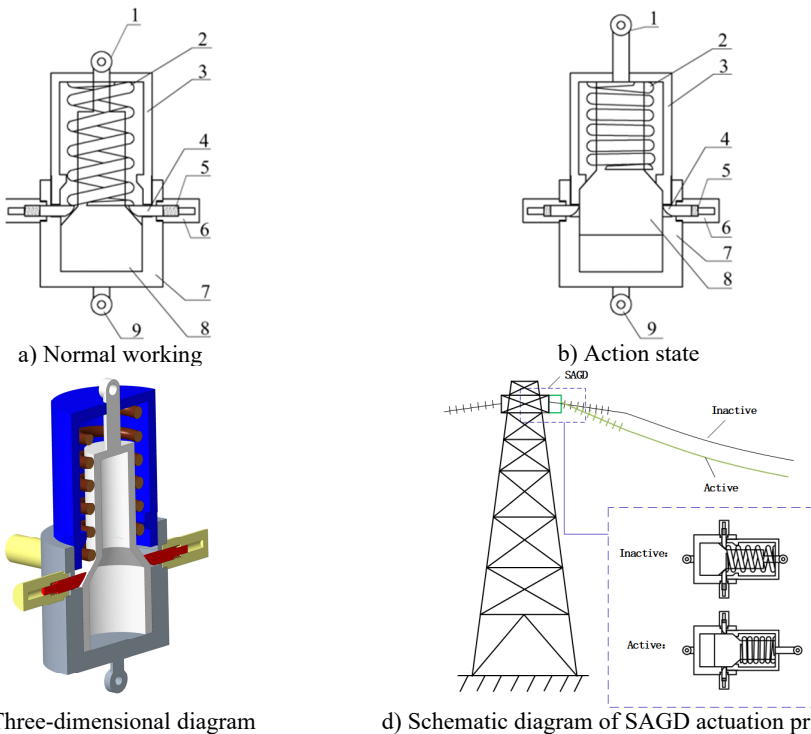 1
2
3
4
5
6
7
8
9
a) Normal working
1
2
3
4
5
6
7
8
9
b) Action state
Three-dimensional diagram
SAGD
Inactive
Active
Inactive:
Active:
d) Schematic diagram of SAGD actuation pr